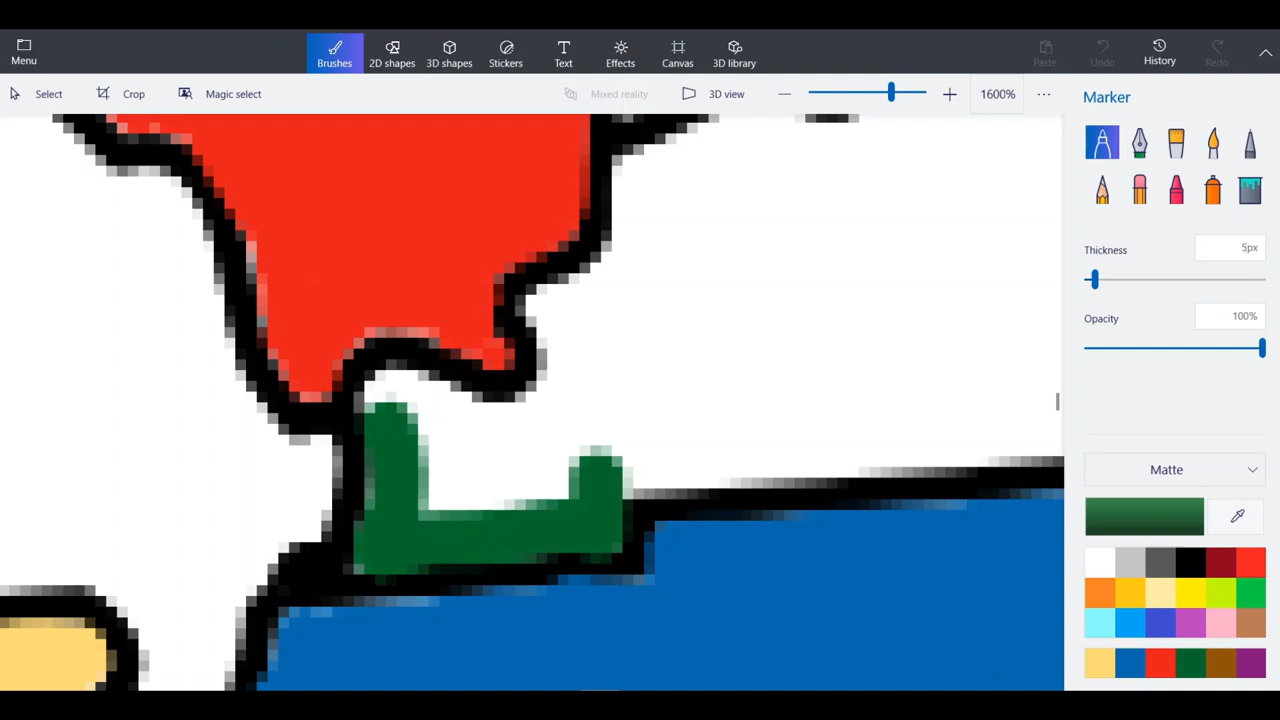 Menu
Brushes
2D shapes
3D shapes
Stickers
Text
Effects
Canvas
3D library
Paste
Undo
History
Redo
Select
Crop
Magic select
Mixed reality
3D view
1600%
Marker
Thickness
5px
Opacity
100%
Matte